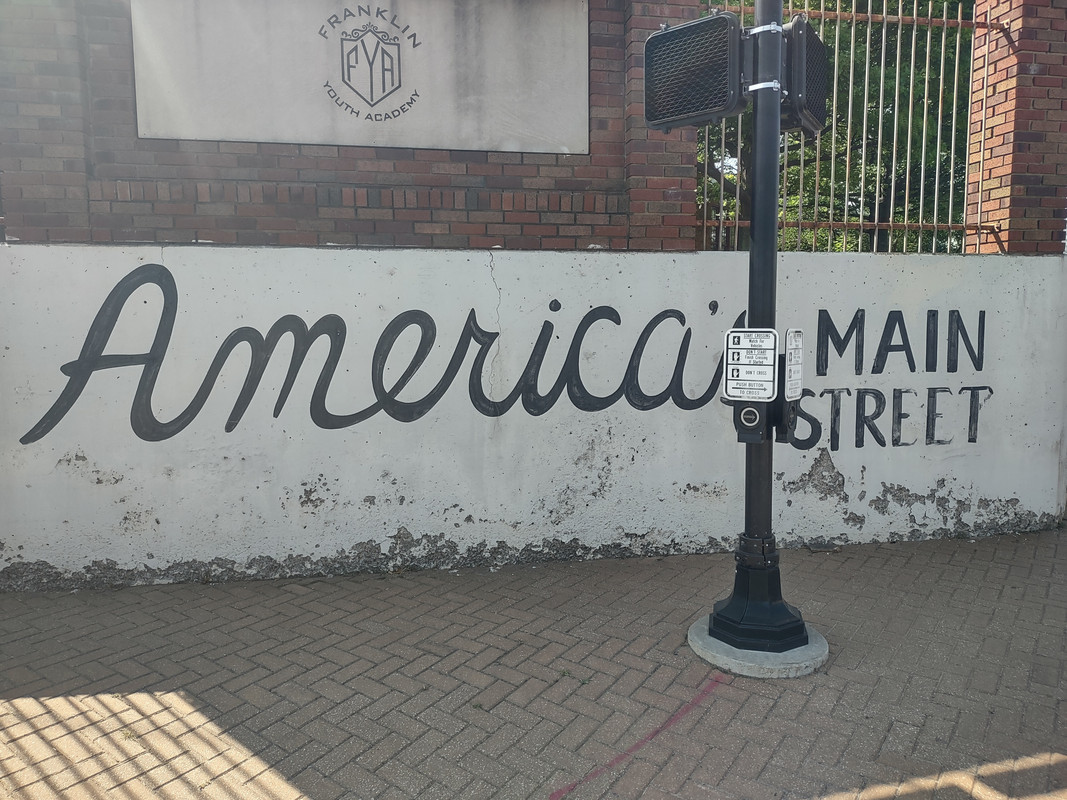 FRANKLIN
FYA
YOUTH ACADEMY
America's MAIN
STREET
START CROSSING
Watch For
Vehicles
DON'T START
Finish Crossing
If Started
DON'T CROSS
PUSH BUTTON
TO CROSS